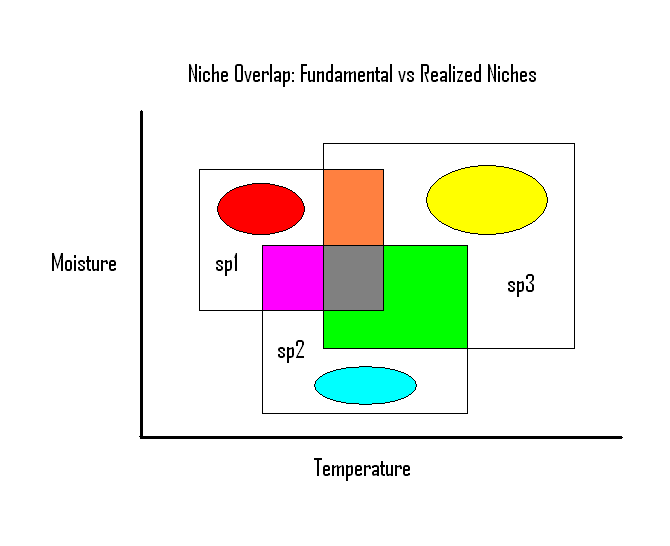 Niche Overlap: Fundamental vs Realized Niches
Moisture
sp1
sp3
sp2
Temperature